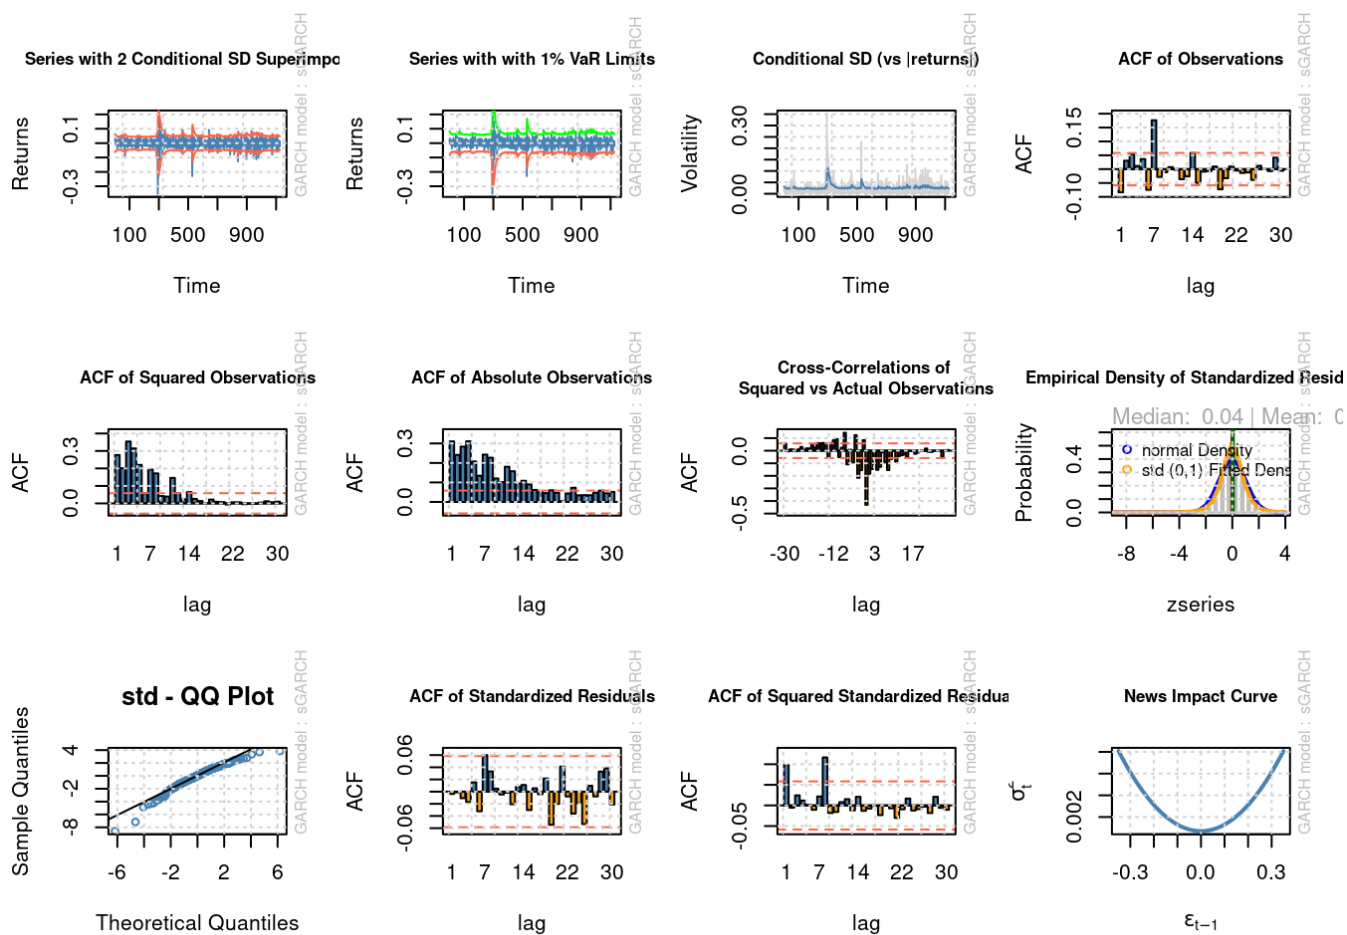 Series with 2 Conditional SD Superimpo
Returns
0.1
-0.3
100 500 900
Time
GARCH model : sGARCH
Series with with 1% VaR Limits
Returns
0.1
-0.3
100 500 900
Time
GARCH model : sGARCH
Conditional SD (vs |returns|)
Volatility
0.30
0.00
100 500 900
Time
GARCH model : sGARCH
ACF of Observations
ACF
0.15
-0.10
1 7 14 22 30
lag
GARCH model : sGARCH
ACF of Squared Observations
ACF
0.3
0.0
1 7 14 22 30
lag
GARCH model : sGARCH
ACF of Absolute Observations
ACF
0.3
0.0
1 7 14 22 30
lag
GARCH model : sGARCH
Cross-Correlations of
Squared vs Actual Observations
ACF
0.0
-0.5
-30 -12 3 17
lag
GARCH model : sGARCH
Empirical Density of Standardized Resid
Median: 0.04 | Mean: 0
Probability
0.4
0.0
normal Density
std (0,1) Fitted Dens
-8 -4 0 4
zseries
GARCH model : sGARCH
std - QQ Plot
Sample Quantiles
4
-2
-8
-6 -2 2 6
Theoretical Quantiles
GARCH model : sGARCH
ACF of Standardized Residuals
ACF
0.06
-0.06
1 7 14 22 30
lag
GARCH model : sGARCH
ACF of Squared Standardized Residua
ACF
-0.05
1 7 14 22 30
lag
GARCH model : sGARCH
News Impact Curve
0.002
-0.3 0.0 0.3
εt−1
GARCH model : sGARCH